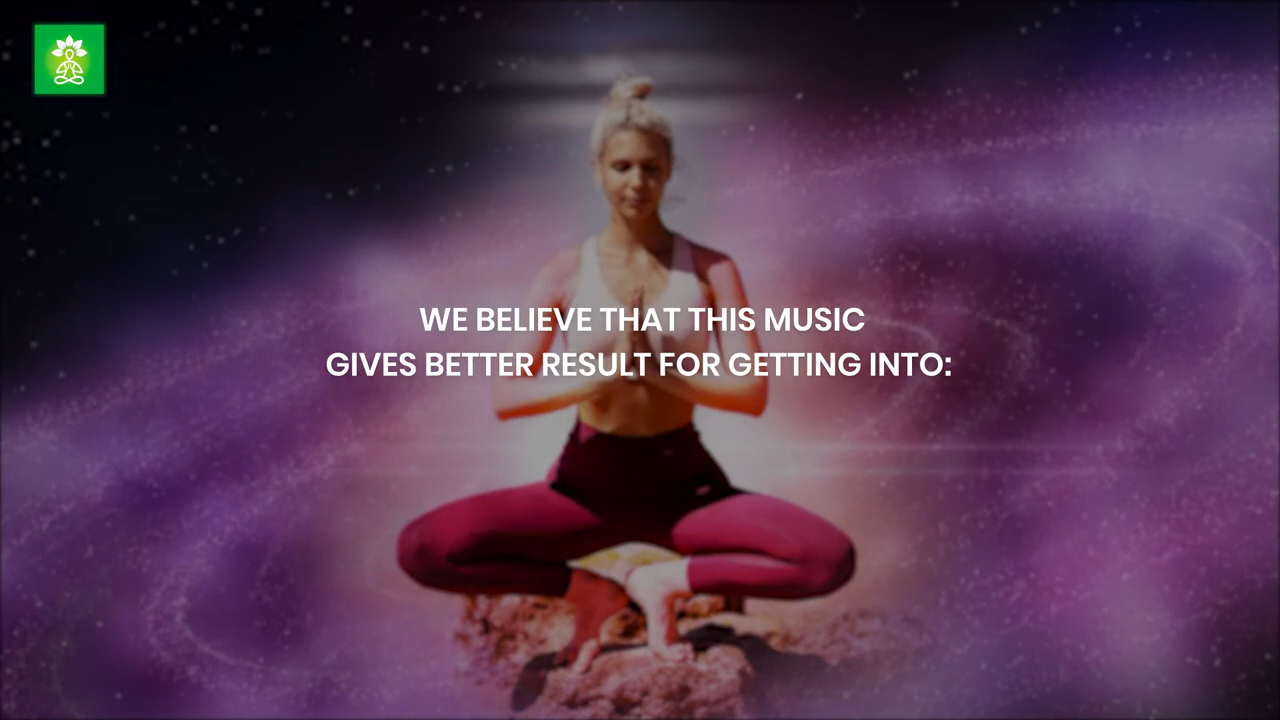 WE BELIEVE THAT THIS MUSIC
GIVES BETTER RESULT FOR GETTING INTO: